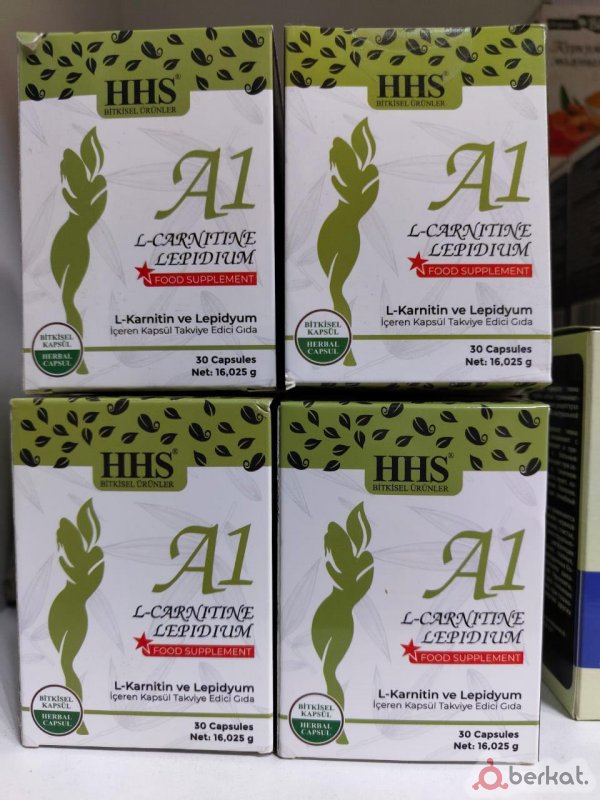 HHS®
BİTKİSEL ÜRÜNLER
A1
L-CARNITINE
LEPIDIUM
FOOD SUPPLEMENT
L-Karnitin ve Lepidyum
İçeren Kapsül Takviye Edici Gıda
BİTKİSEL
KAPSÜL
HERBAL
CAPSUL
30 Capsules
Net: 16,025 g
HHS®
BİTKİSEL ÜRÜNLER
A1
L-CARNITINE
LEPIDIUM
FOOD SUPPLEMENT
L-Karnitin ve Lepidyum
İçeren Kapsül Takviye Edici Gıda
BİTKİSEL
KAPSÜL
HERBAL
CAPSUL
30 Capsules
Net: 16,025 g
HHS®
BİTKİSEL ÜRÜNLER
A1
L-CARNITINE
LEPIDIUM
FOOD SUPPLEMENT
L-Karnitin ve Lepidyum
İçeren Kapsül Takviye Edici Gıda
BİTKİSEL
KAPSÜL
HERBAL
CAPSUL
30 Capsules
Net: 16,025 g
HHS®
BİTKİSEL ÜRÜNLER
A1
L-CARNITINE
LEPIDIUM
FOOD SUPPLEMENT
L-Karnitin ve Lepidyum
İçeren Kapsül Takviye Edici Gıda
BİTKİSEL
KAPSÜL
HERBAL
CAPSUL
30 Capsules
Net: 16,025 g
berkat.